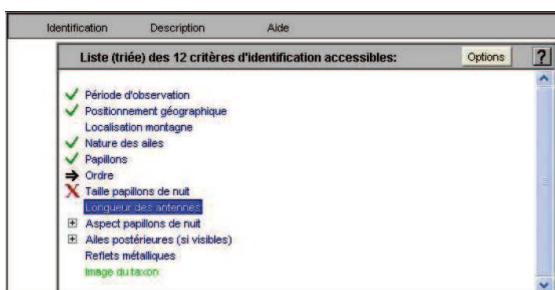 Identification Description Aide
Liste (triée) des 12 critères d'identification accessibles: Options ?
Période d'observation
Positionnement géographique
Localisation montagne
Nature des ailes
Papillons
Ordre
Taille papillons de nuit
Longueur des antennes
Aspect papillons de nuit
Ailes postérieures (si visibles)
Reflets métalliques
Image du taxon